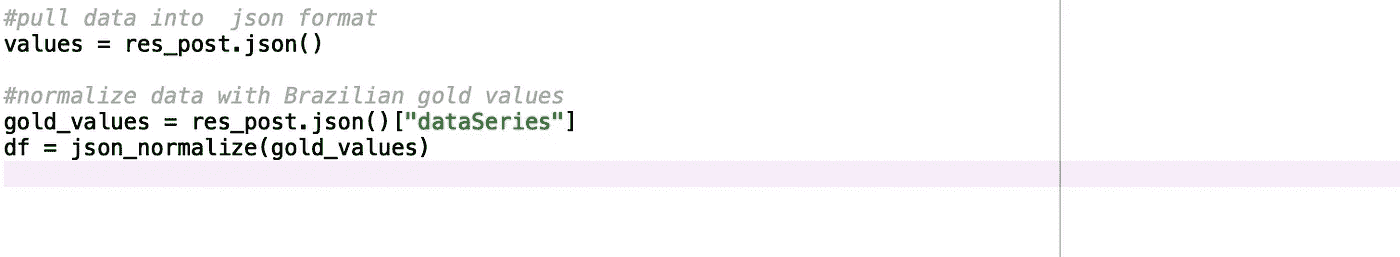 #pull data into  json format
values = res_post.json()
#normalize data with Brazilian gold values
gold_values = res_post.json()["dataSeries"]
df = json_normalize(gold_values)